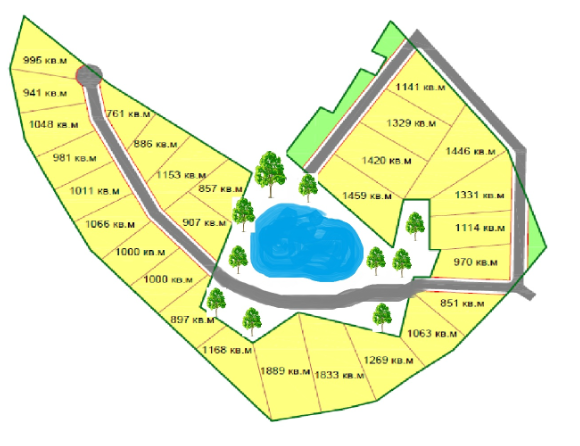 995 кв.м
941 кв.м
1048 кв.м
981 кв.м
1011 кв.м
1066 кв.м
1000 кв.м
1000 кв.м
897 кв.м
1168 кв.м
1889 кв.м
1833 кв.м
1269 кв.м
1063 кв.м
851 кв.м
761 кв.м
886 кв.м
1153 кв.м
857 кв.м
907 кв.м
1141 кв.м
1329 кв.м
1420 кв.м
1459 кв.м
1446 кв.м
1331 кв.м
1114 кв.м
970 кв.м